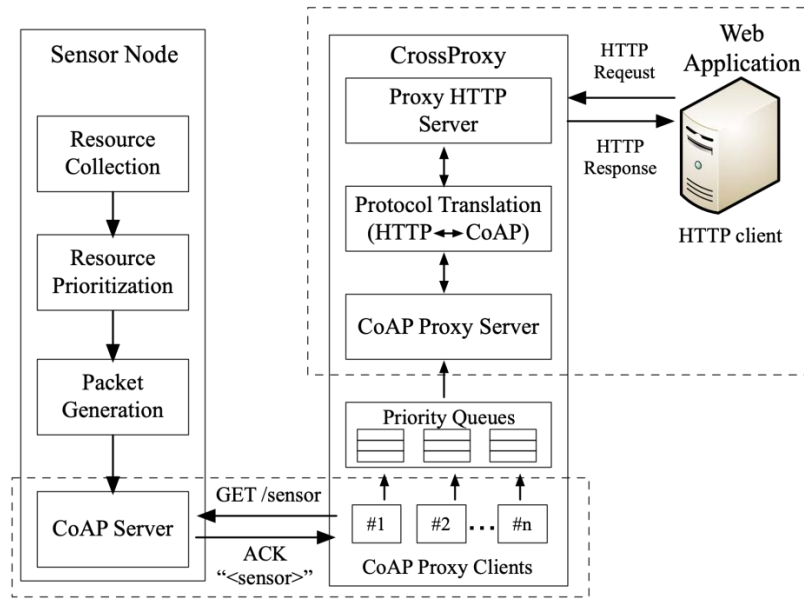 Sensor Node
Resource
Collection
Resource
Prioritization
Packet
Generation
CoAP Server
GET /sensor
ACK
“<sensor>”
CrossProxy
Proxy HTTP
Server
Protocol Translation
(HTTP↔CoAP)
CoAP Proxy Server
Priority Queues
#1
#2
...
#n
CoAP Proxy Clients
HTTP
Reqeust
HTTP
Response
Web
Application
HTTP client